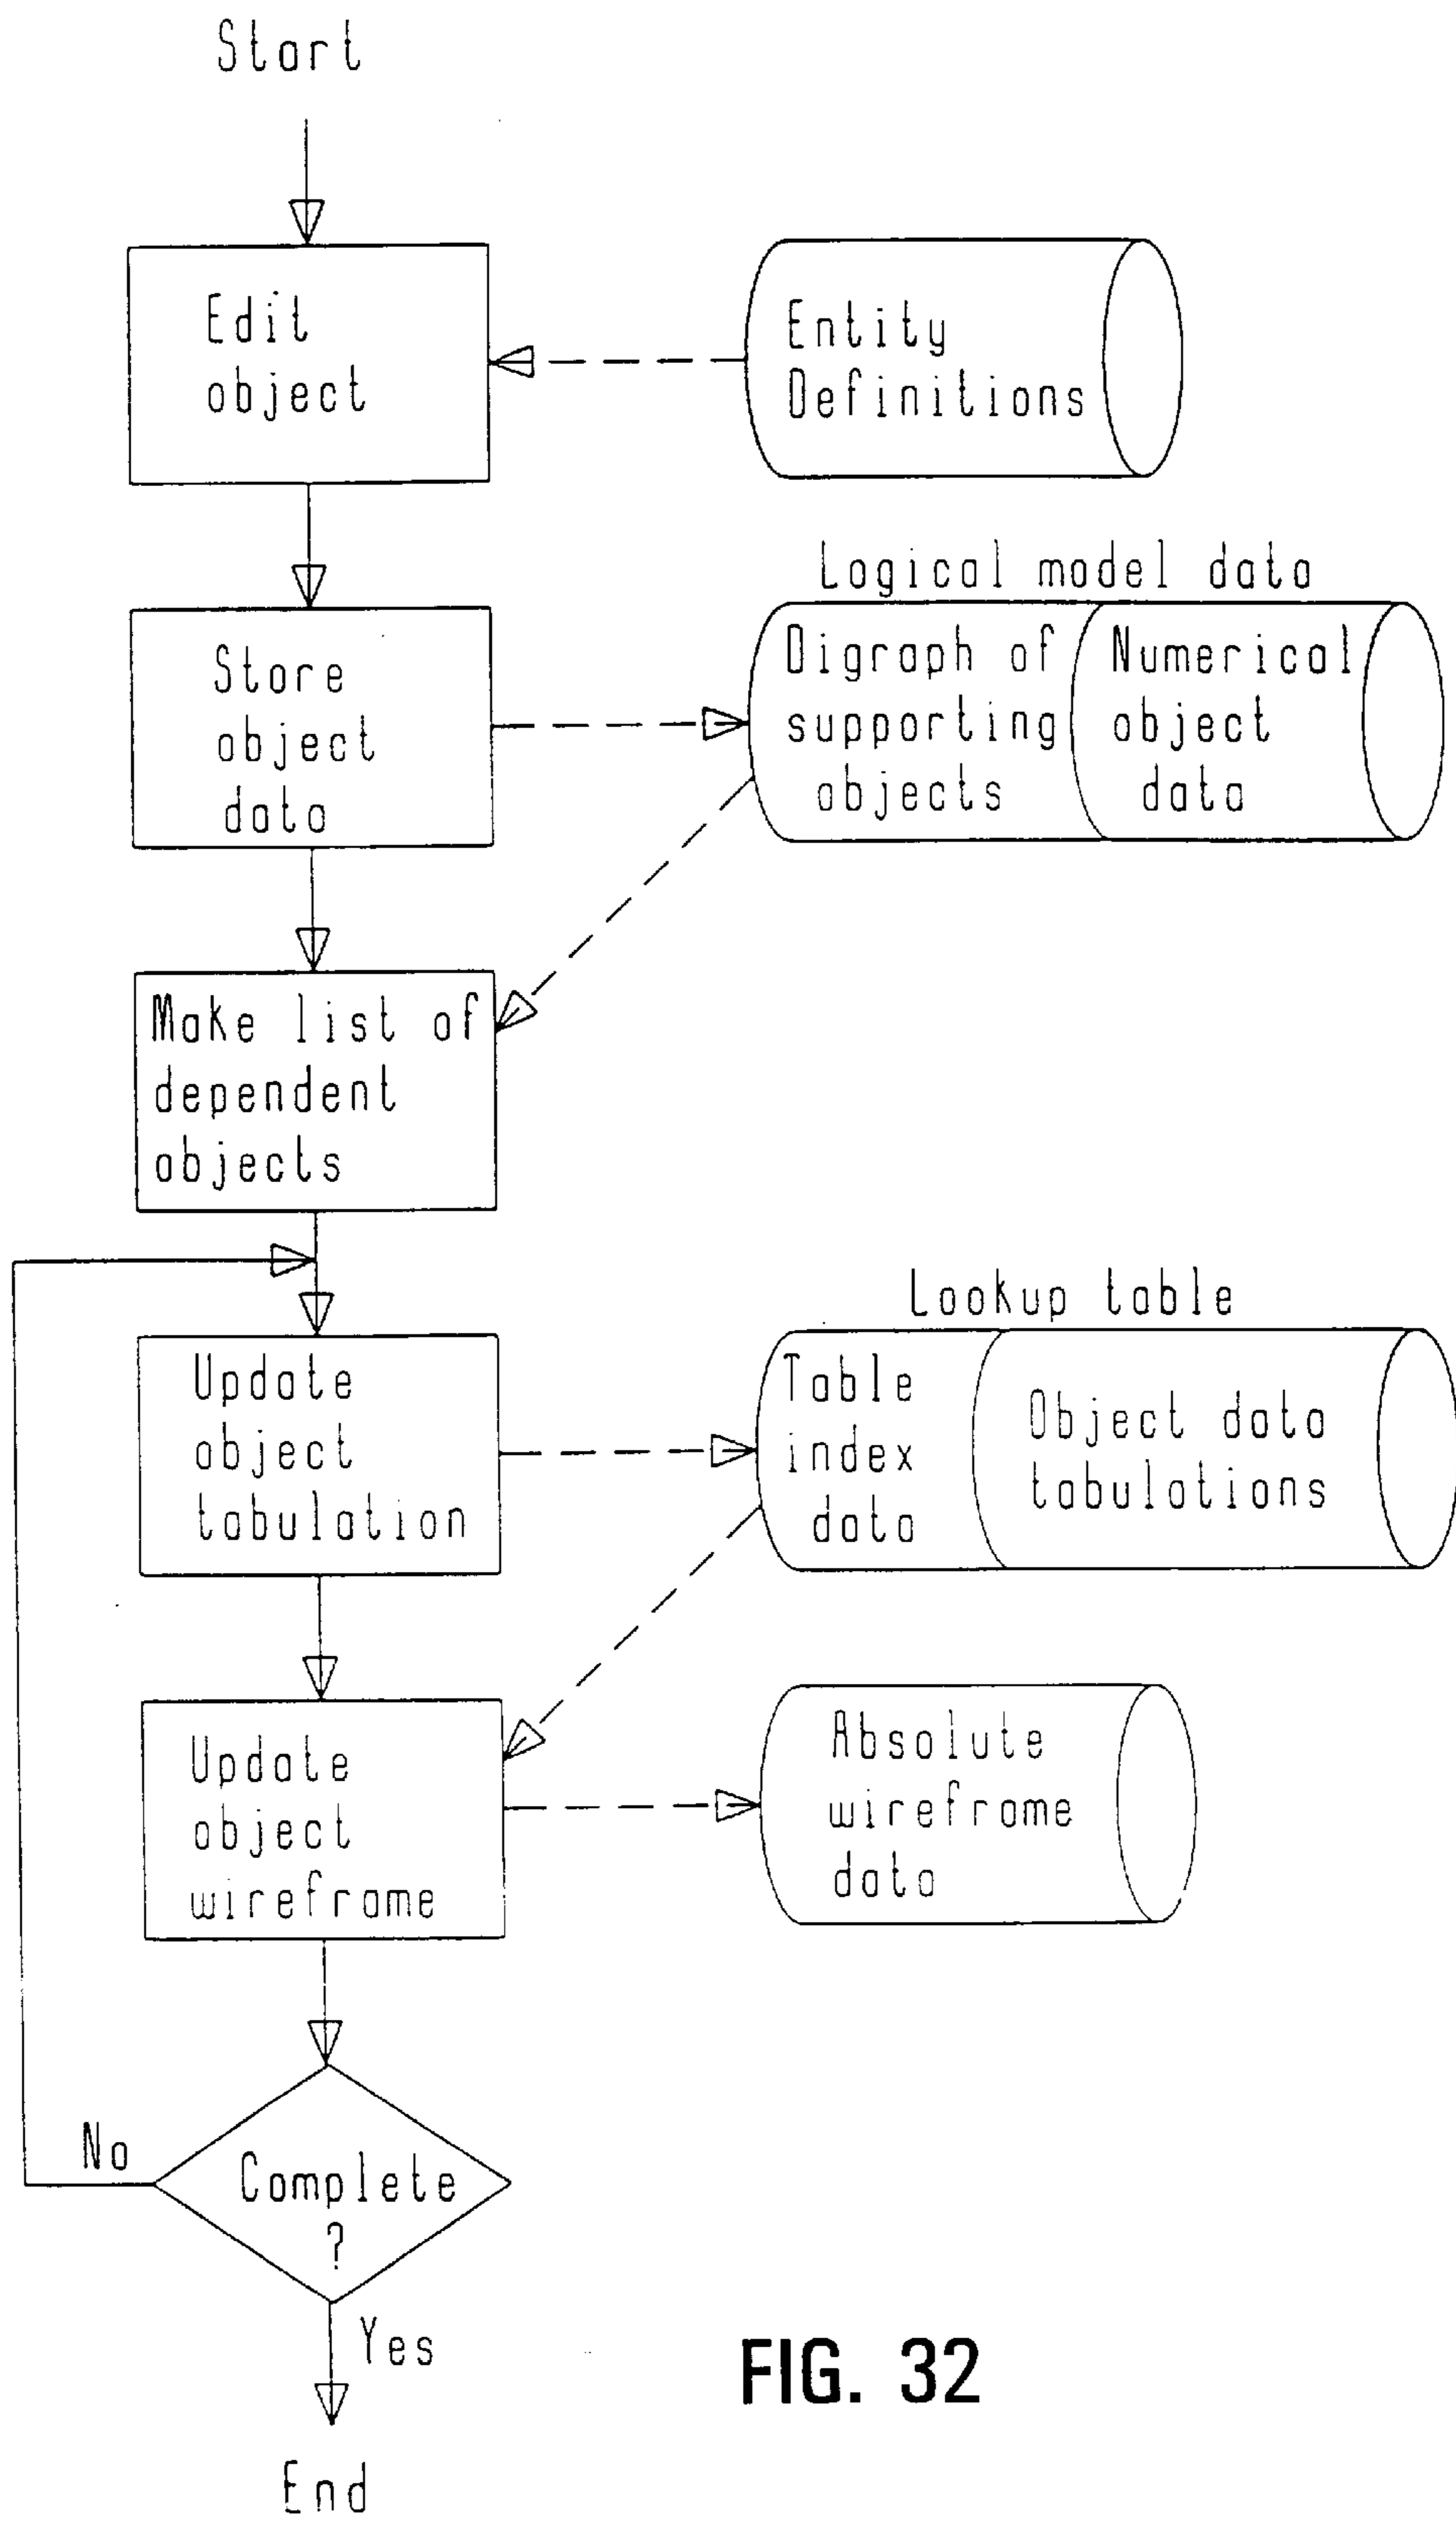 Start
Edit
object
Entity
Definitions
Logical model data
Store
object
data
Digraph of
supporting
objects
Numerical
object
data
Make list of
dependent
objects
Lookup table
Update
object
tabulation
Table
index
data
Object data
tabulations
Update
object
wireframe
Absolute
wireframe
data
No
Complete
?
Yes
FIG. 32
End